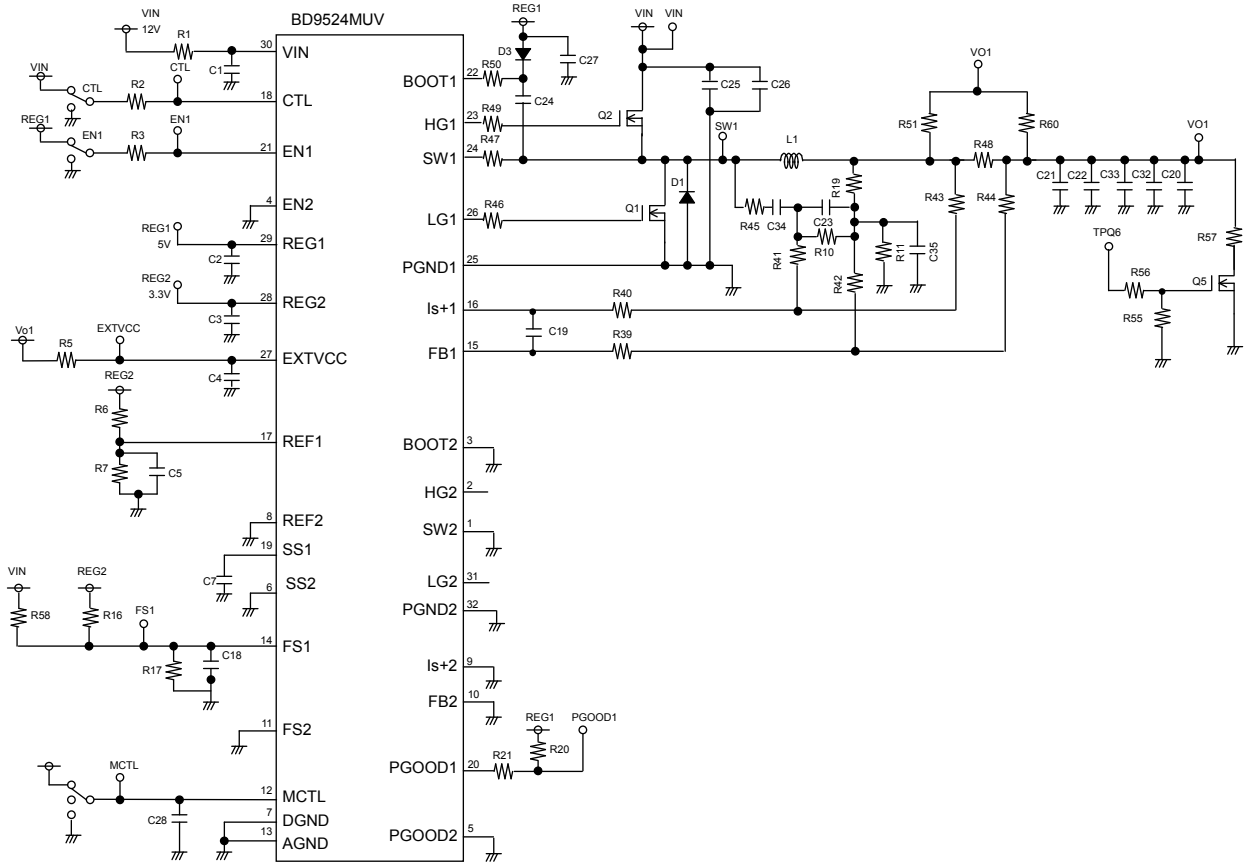 BD9524MUV
VIN
12V
R1
30
VIN
C1
VIN
CTL
R2
CTL
18
CTL
REG1
EN1
R3
EN1
21
EN1
4
EN2
REG1
5V
29
REG1
C2
REG2
3.3V
28
REG2
C3
Vo1
R5
EXTVCC
27
EXTVCC
C4
REG2
R6
17
REF1
R7
C5
8
REF2
19
SS1
C7
6
SS2
VIN
R58
REG2
R16
FS1
14
FS1
R17
C18
11
FS2
MCTL
12
MCTL
C28
7
DGND
13
AGND
REG1
D3
C27
BOOT1
22
R50
C24
HG1
23
R49
SW1
24
R47
LG1
26
R46
PGND1
25
Is+1
16
R40
C19
FB1
15
R39
VIN
VIN
Q2
C25
C26
SW1
L1
Q1
D1
R45
C34
C23
R10
R41
R19
R42
R11
C35
VO1
R51
R60
R48
R43
R44
VO1
C21
C22
C33
C32
C20
R57
TPQ6
R56
R55
Q5
BOOT2
3
HG2
2
SW2
1
LG2
31
PGND2
32
Is+2
9
FB2
10
REG1
R20
PGOOD1
PGOOD1
20
R21
PGOOD2
5